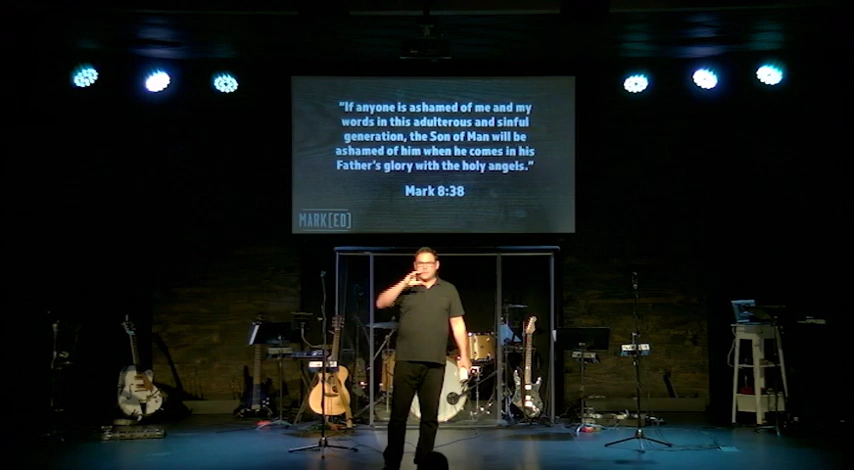 "If anyone is ashamed of me and my
words in this adulterous and sinful
generation, the Son of Man will be
ashamed of him when he comes in his
Father's glory with the holy angels."
Mark 8:38
MARK[ED]